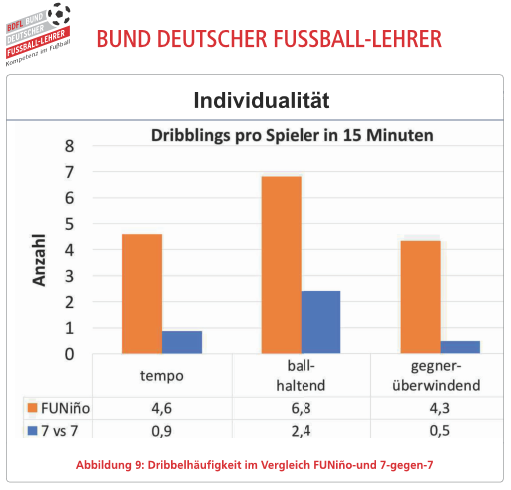 BDFL BUND
DEUTSCHER
FUSSBALL-LEHRER
Kompetenz im Fußball
BUND DEUTSCHER FUSSBALL-LEHRER
Individualität
Dribblings pro Spieler in 15 Minuten
Anzahl
8
7
6
5
4
3
2
1
0
tempo
ball-
haltend
gegner-
überwindend
FUNiño 4,6 6,8 4,3
7 vs 7 0,9 2,4 0,5
Abbildung 9: Dribbelhäufigkeit im Vergleich FUNiño-und 7-gegen-7